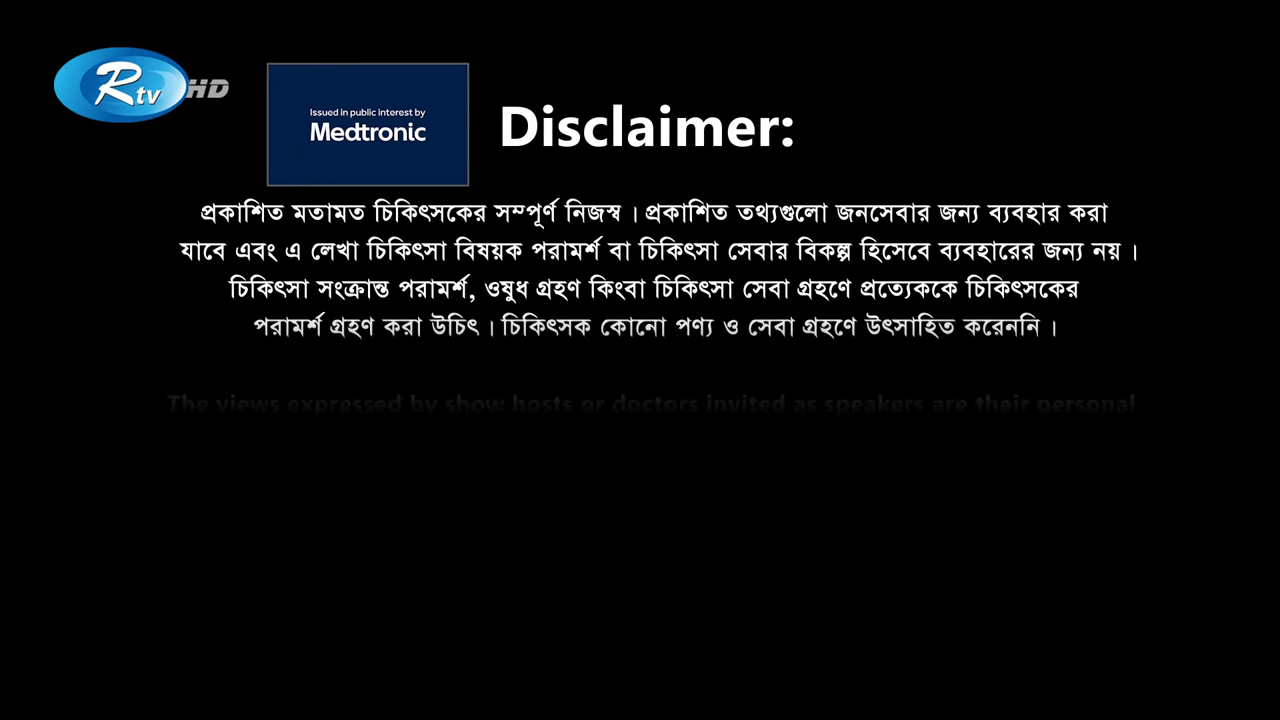 Rtv HD
Issued in public interest by
Medtronic
Disclaimer:
প্রকাশিত মতামত চিকিৎসকের সম্পূর্ণ নিজস্ব । প্রকাশিত তথ্যগুলো জনসেবার জন্য ব্যবহার করা
যাবে এবং এ লেখা চিকিৎসা বিষয়ক পরামর্শ বা চিকিৎসা সেবার বিকল্প হিসেবে ব্যবহারের জন্য নয় ।
চিকিৎসা সংক্রান্ত পরামর্শ, ওষুধ গ্রহণ কিংবা চিকিৎসা সেবা গ্রহণে প্রত্যেককে চিকিৎসকের
পরামর্শ গ্রহণ করা উচিৎ । চিকিৎসক কোনো পণ্য ও সেবা গ্রহণে উৎসাহিত করেননি ।
The views expressed by show hosts or doctors invited as speakers are their personal